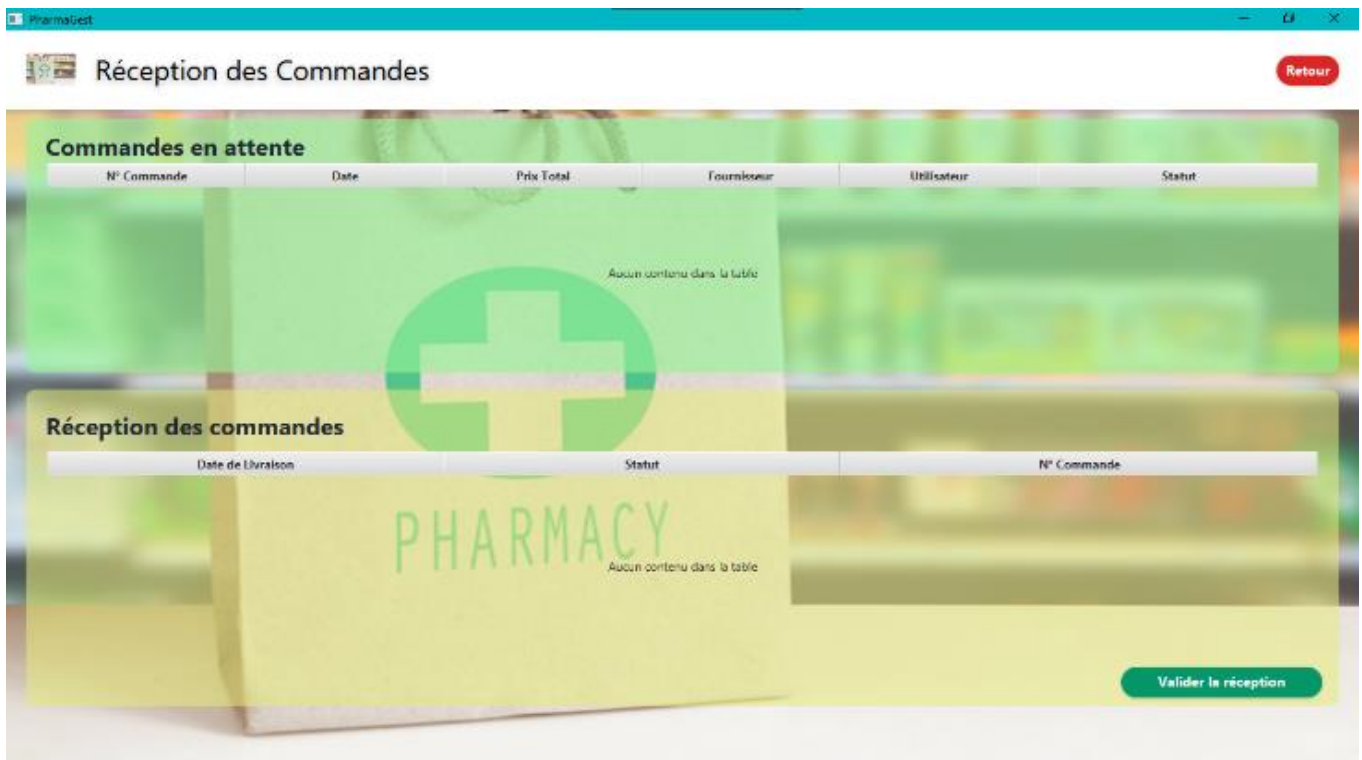 PharmaGest
Réception des Commandes
Retour
Commandes en attente
N° Commande Date Prix Total Fournisseur Utilisateur Statut
Aucun contenu dans la table
Réception des commandes
Date de Livraison Statut N° Commande
PHARMACY
Aucun contenu dans la table
Valider la réception